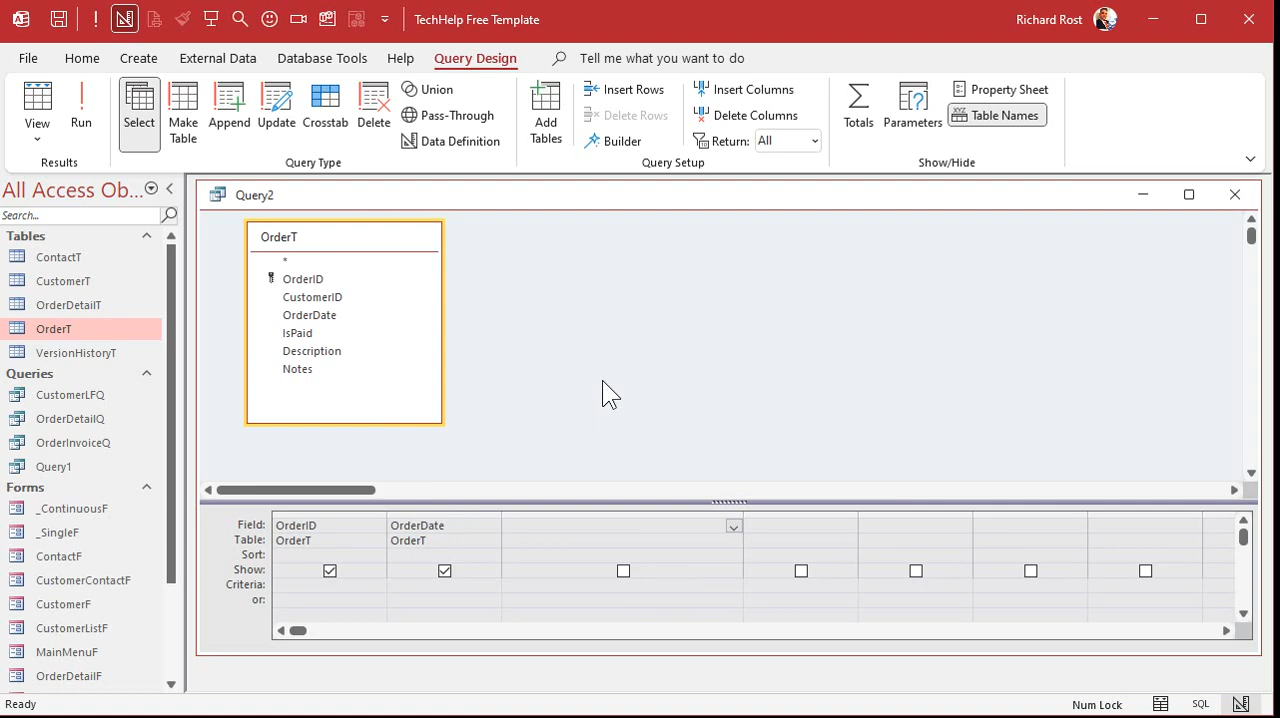 TechHelp Free Template
Richard Rost
File Home Create External Data Database Tools Help Query Design Tell me what you want to do
View
Run
Results
Select
Make Table
Append
Update
Crosstab
Delete
Union
Pass-Through
Data Definition
Query Type
Add Tables
Insert Rows
Delete Rows
Builder
Insert Columns
Delete Columns
Return: All
Query Setup
Totals
Parameters
Property Sheet
Table Names
Show/Hide
All Access Ob...
Search...
Tables
ContactT
CustomerT
OrderDetailT
OrderT
VersionHistoryT
Queries
CustomerLFQ
OrderDetailQ
OrderInvoiceQ
Query1
Forms
_ContinuousF
_SingleF
ContactF
CustomerContactF
CustomerF
CustomerListF
MainMenuF
OrderDetailF
Query2
OrderT
*
OrderID
CustomerID
OrderDate
IsPaid
Description
Notes
Field: OrderID OrderDate
Table: OrderT OrderT
Sort:
Show:
Criteria:
or:
Ready
Num Lock
SQL